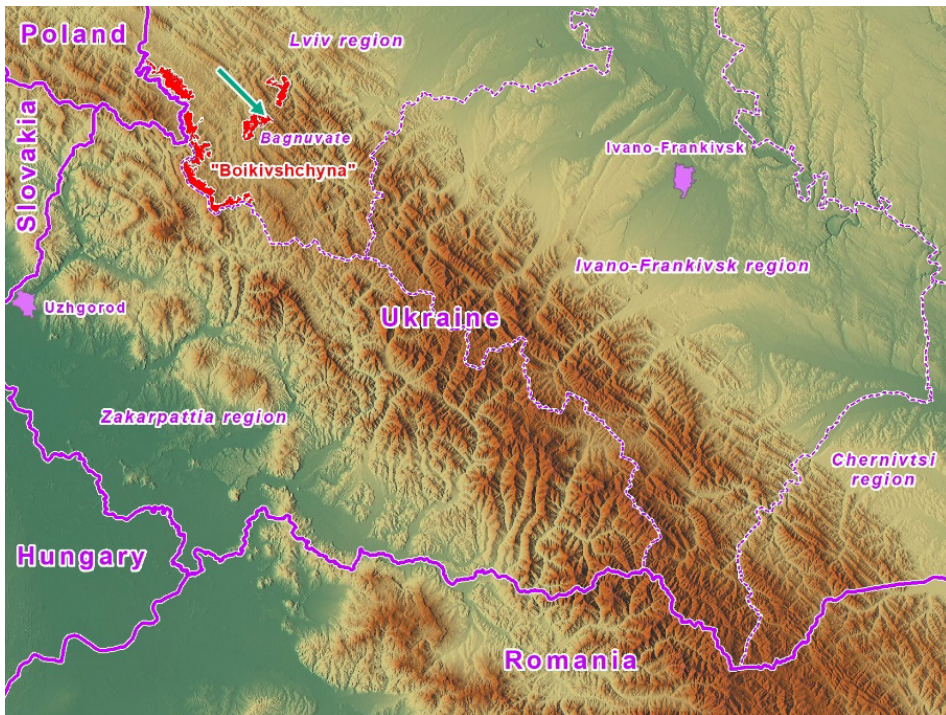 Poland
Lviv region
Slovakia
Bagnuvate
Ivano-Frankivsk
"Boikivshchyna"
Ivano-Frankivsk region
Uzhgorod
Ukraine
Zakarpattia region
Chernivtsi
region
Hungary
Romania